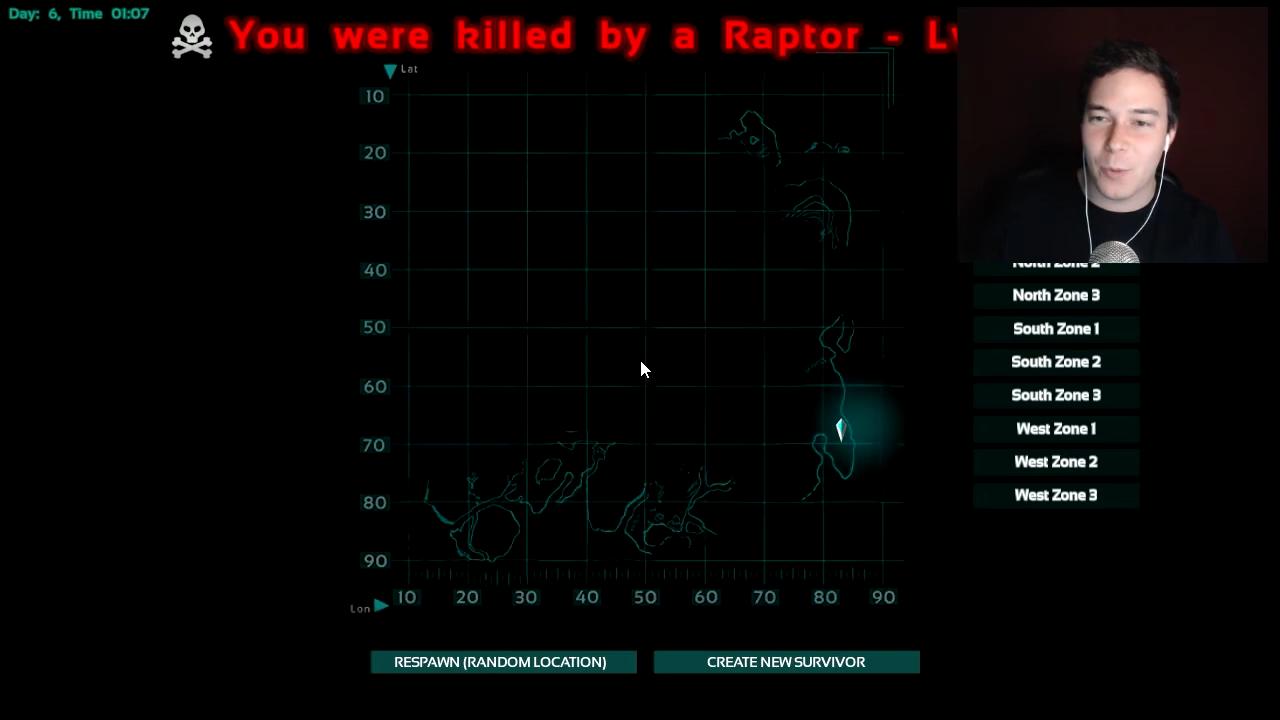 Day: 6, Time 01:07
You were killed by a Raptor -
Lat
10
20
30
40
50
60
70
80
90
Lon
10 20 30 40 50 60 70 80 90
North Zone 2
North Zone 3
South Zone 1
South Zone 2
South Zone 3
West Zone 1
West Zone 2
West Zone 3
RESPAWN (RANDOM LOCATION)
CREATE NEW SURVIVOR